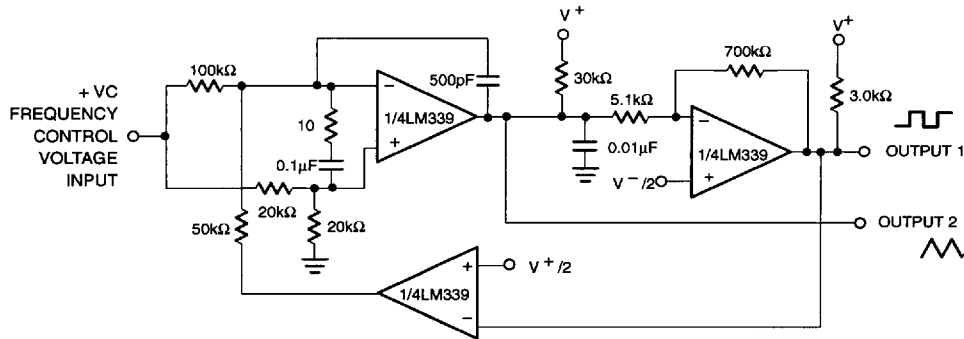 + VC
FREQUENCY
CONTROL
VOLTAGE
INPUT
100kΩ
10
0.1μF
20kΩ
20kΩ
50kΩ
500pF
−
1/4LM339
+
V+
30kΩ
5.1kΩ
0.01μF
700kΩ
−
1/4LM339
+
V−/2
V+
3.0kΩ
OUTPUT 1
OUTPUT 2
+
1/4LM339
−
V+/2